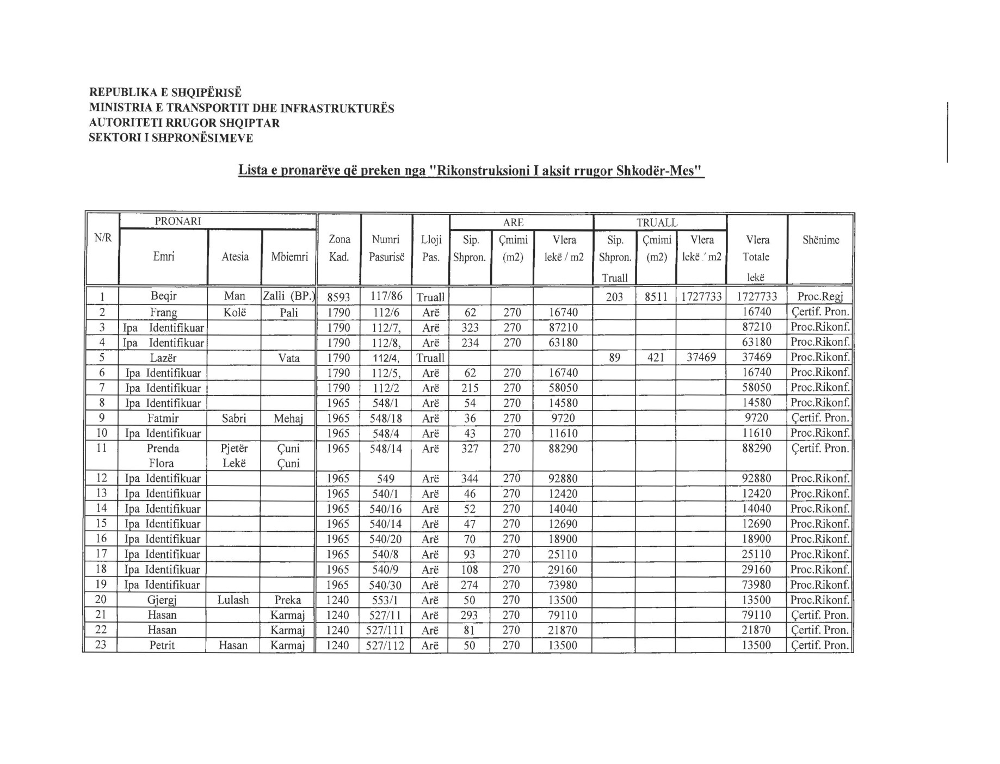 REPUBLIKA E SHQIPËRISË
MINISTRIA E TRANSPORTIT DHE INFRASTRUKTURËS
AUTORITETI RRUGOR SHQIPTAR
SEKTORI I SHPRONËSIMEVE
Lista e pronarëve që preken nga "Rikonstruksioni I aksit rrugor Shkodër-Mes"
PRONARI ARE TRUALL
N/R Zona Numri Lloji Sip. Çmimi Vlera Sip. Çmimi Vlera Vlera Shënime
Emri Atesia Mbiemri Kad. Pasurisë Pas. Shpron. (m2) lekë / m2 Shpron. (m2) lekë / m2 Totale
Truall lekë
1 Beqir Man Zalli (BP.) 8593 117/86 Truall 203 8511 1727733 1727733 Proc.Regj
2 Frang Kolë Pali 1790 112/6 Arë 62 270 16740 16740 Çertif. Pron.
3 Ipa Identifikuar 1790 112/7, Arë 323 270 87210 87210 Proc.Rikonf.
4 Ipa Identifikuar 1790 112/8, Arë 234 270 63180 63180 Proc.Rikonf.
5 Lazër Vata 1790 112/4, Truall 89 421 37469 37469 Proc.Rikonf.
6 Ipa Identifikuar 1790 112/5, Arë 62 270 16740 16740 Proc.Rikonf.
7 Ipa Identifikuar 1790 112/2 Arë 215 270 58050 58050 Proc.Rikonf.
8 Ipa Identifikuar 1965 548/1 Arë 54 270 14580 14580 Proc.Rikonf.
9 Fatmir Sabri Mehaj 1965 548/18 Arë 36 270 9720 9720 Çertif. Pron.
10 Ipa Identifikuar 1965 548/4 Arë 43 270 11610 11610 Proc.Rikonf.
11 Prenda Pjetër Çuni 1965 548/14 Arë 327 270 88290 88290 Çertif. Pron.
Flora Lekë Çuni
12 Ipa Identifikuar 1965 549 Arë 344 270 92880 92880 Proc.Rikonf.
13 Ipa Identifikuar 1965 540/1 Arë 46 270 12420 12420 Proc.Rikonf.
14 Ipa Identifikuar 1965 540/16 Arë 52 270 14040 14040 Proc.Rikonf.
15 Ipa Identifikuar 1965 540/14 Arë 47 270 12690 12690 Proc.Rikonf.
16 Ipa Identifikuar 1965 540/20 Arë 70 270 18900 18900 Proc.Rikonf.
17 Ipa Identifikuar 1965 540/8 Arë 93 270 25110 25110 Proc.Rikonf.
18 Ipa Identifikuar 1965 540/9 Arë 108 270 29160 29160 Proc.Rikonf.
19 Ipa Identifikuar 1965 540/30 Arë 274 270 73980 73980 Proc.Rikonf.
20 Gjergj Lulash Preka 1240 553/1 Arë 50 270 13500 13500 Proc.Rikonf.
21 Hasan Karmaj 1240 527/11 Arë 293 270 79110 79110 Çertif. Pron.
22 Hasan Karmaj 1240 527/111 Arë 81 270 21870 21870 Çertif. Pron.
23 Petrit Hasan Karmaj 1240 527/112 Arë 50 270 13500 13500 Çertif. Pron.